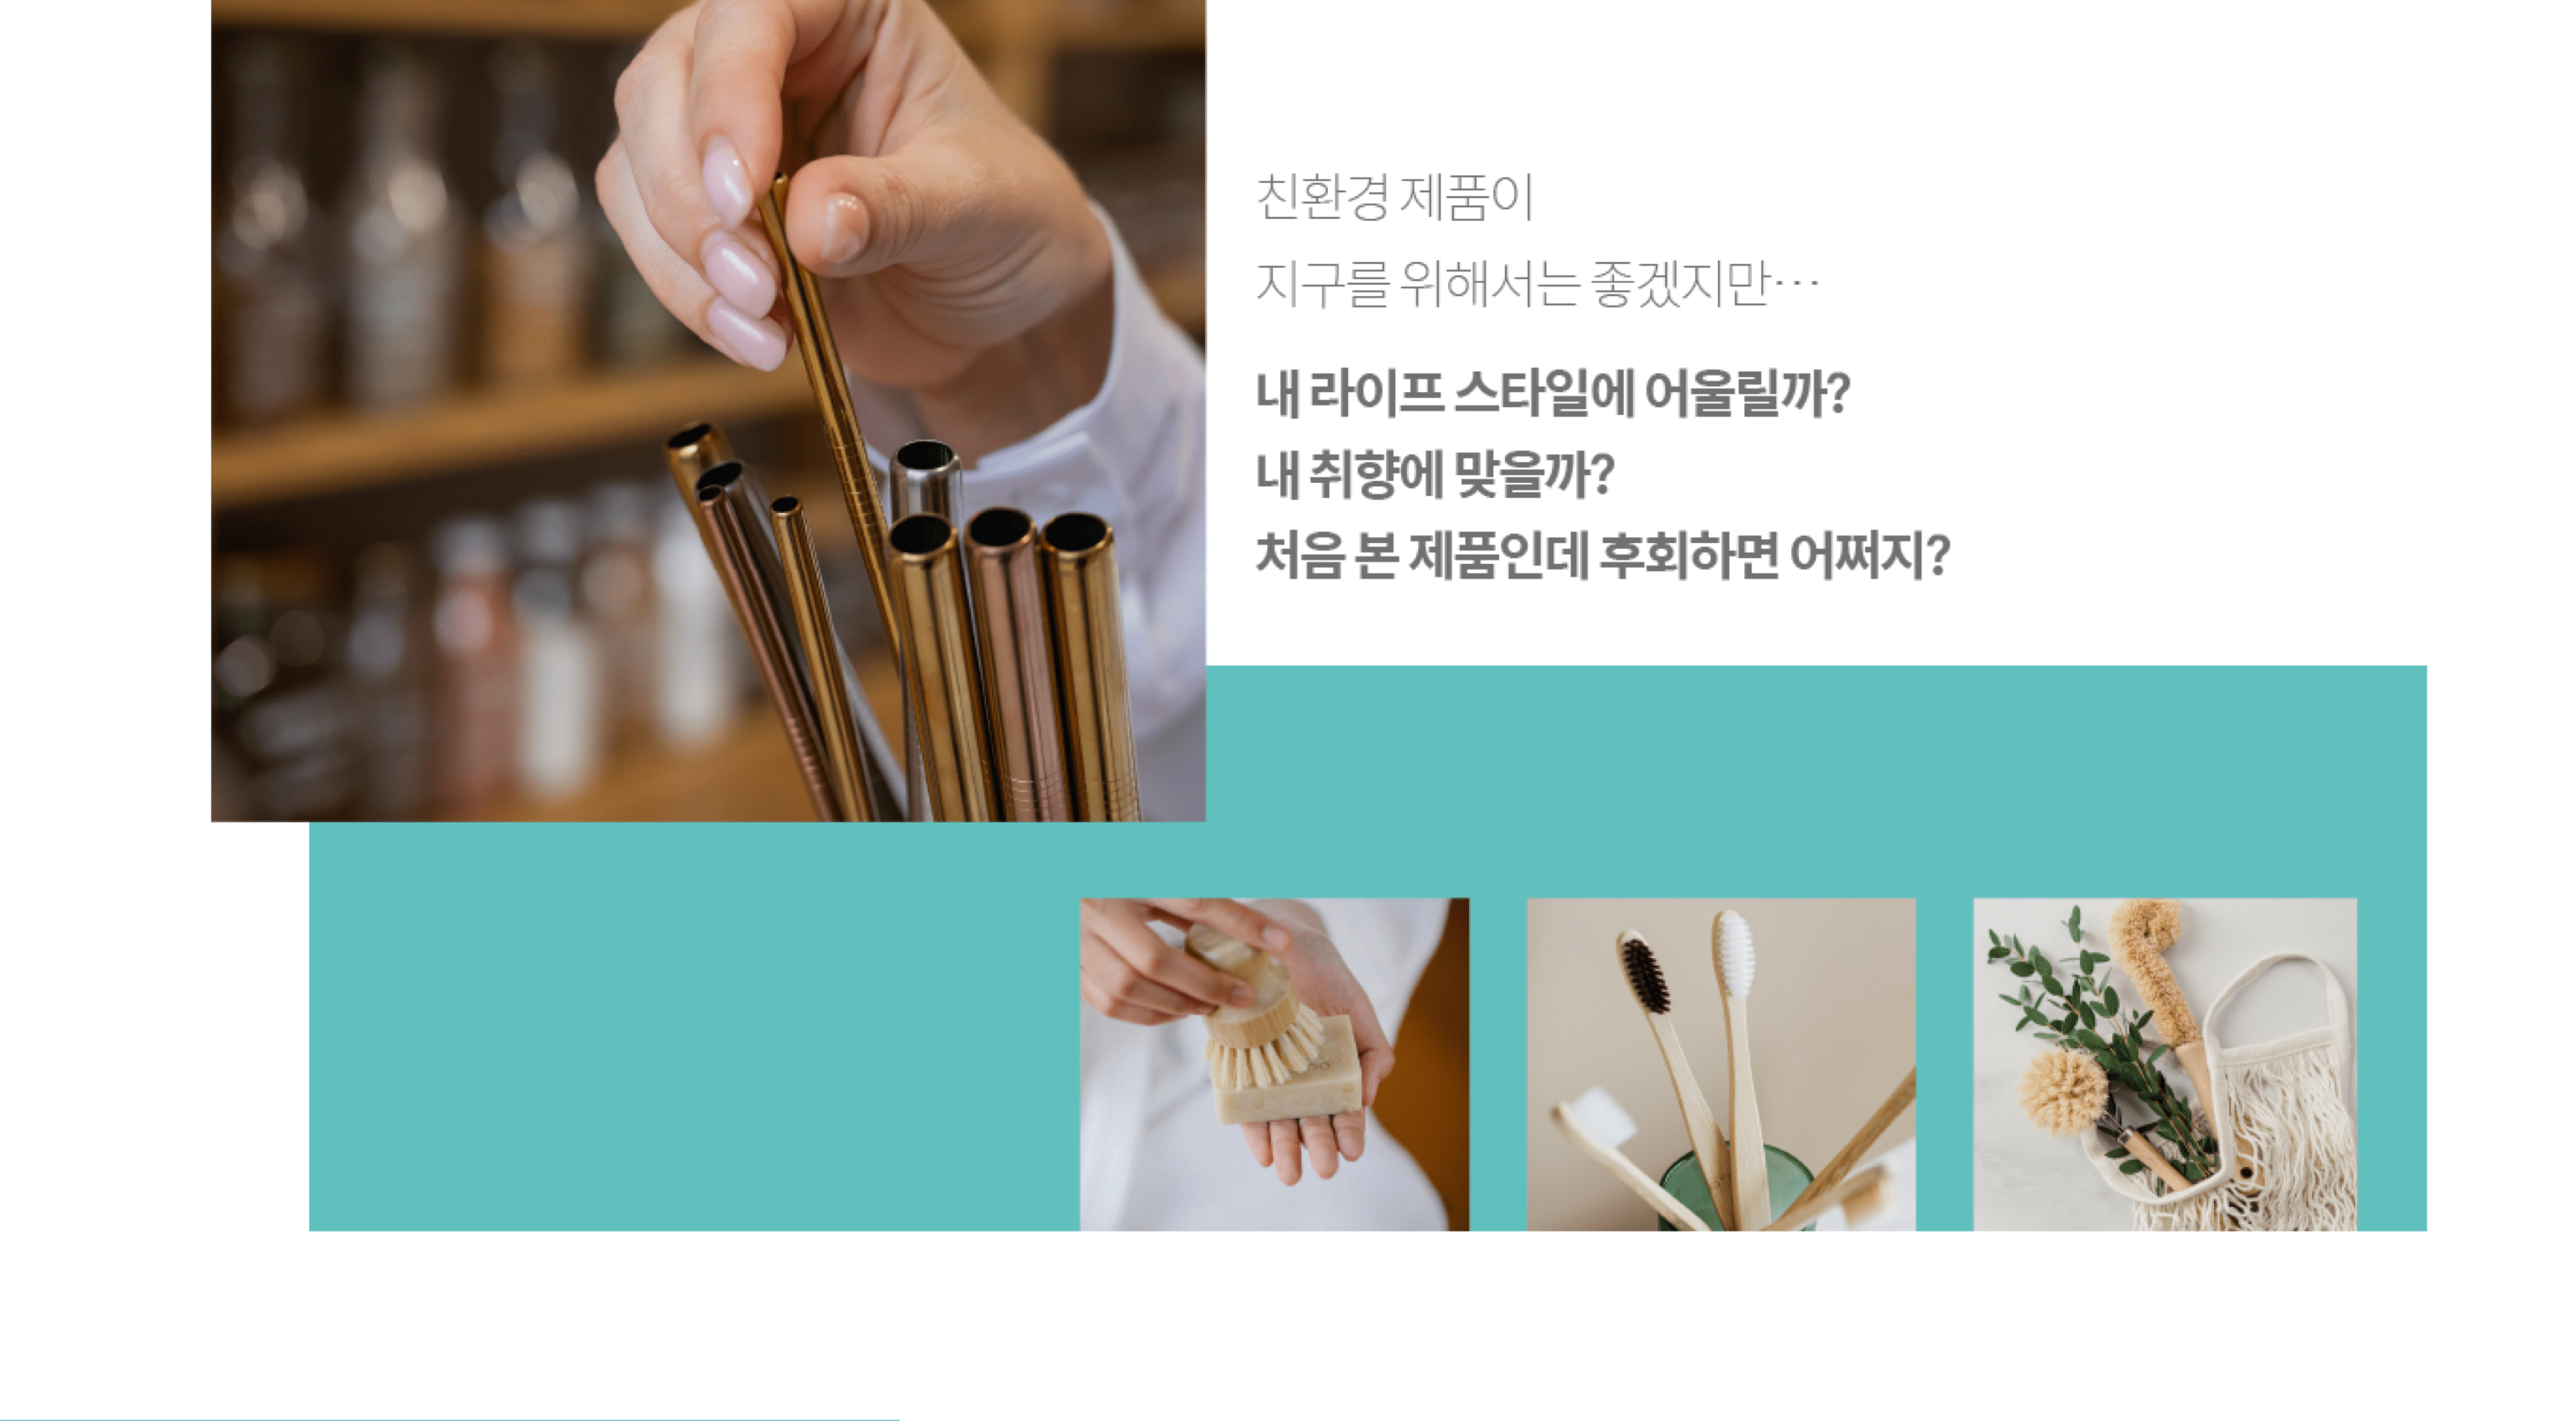 친환경 제품이
지구를 위해서는 좋겠지만…
내 라이프 스타일에 어울릴까?
내 취향에 맞을까?
처음 본 제품인데 후회하면 어쩌지?